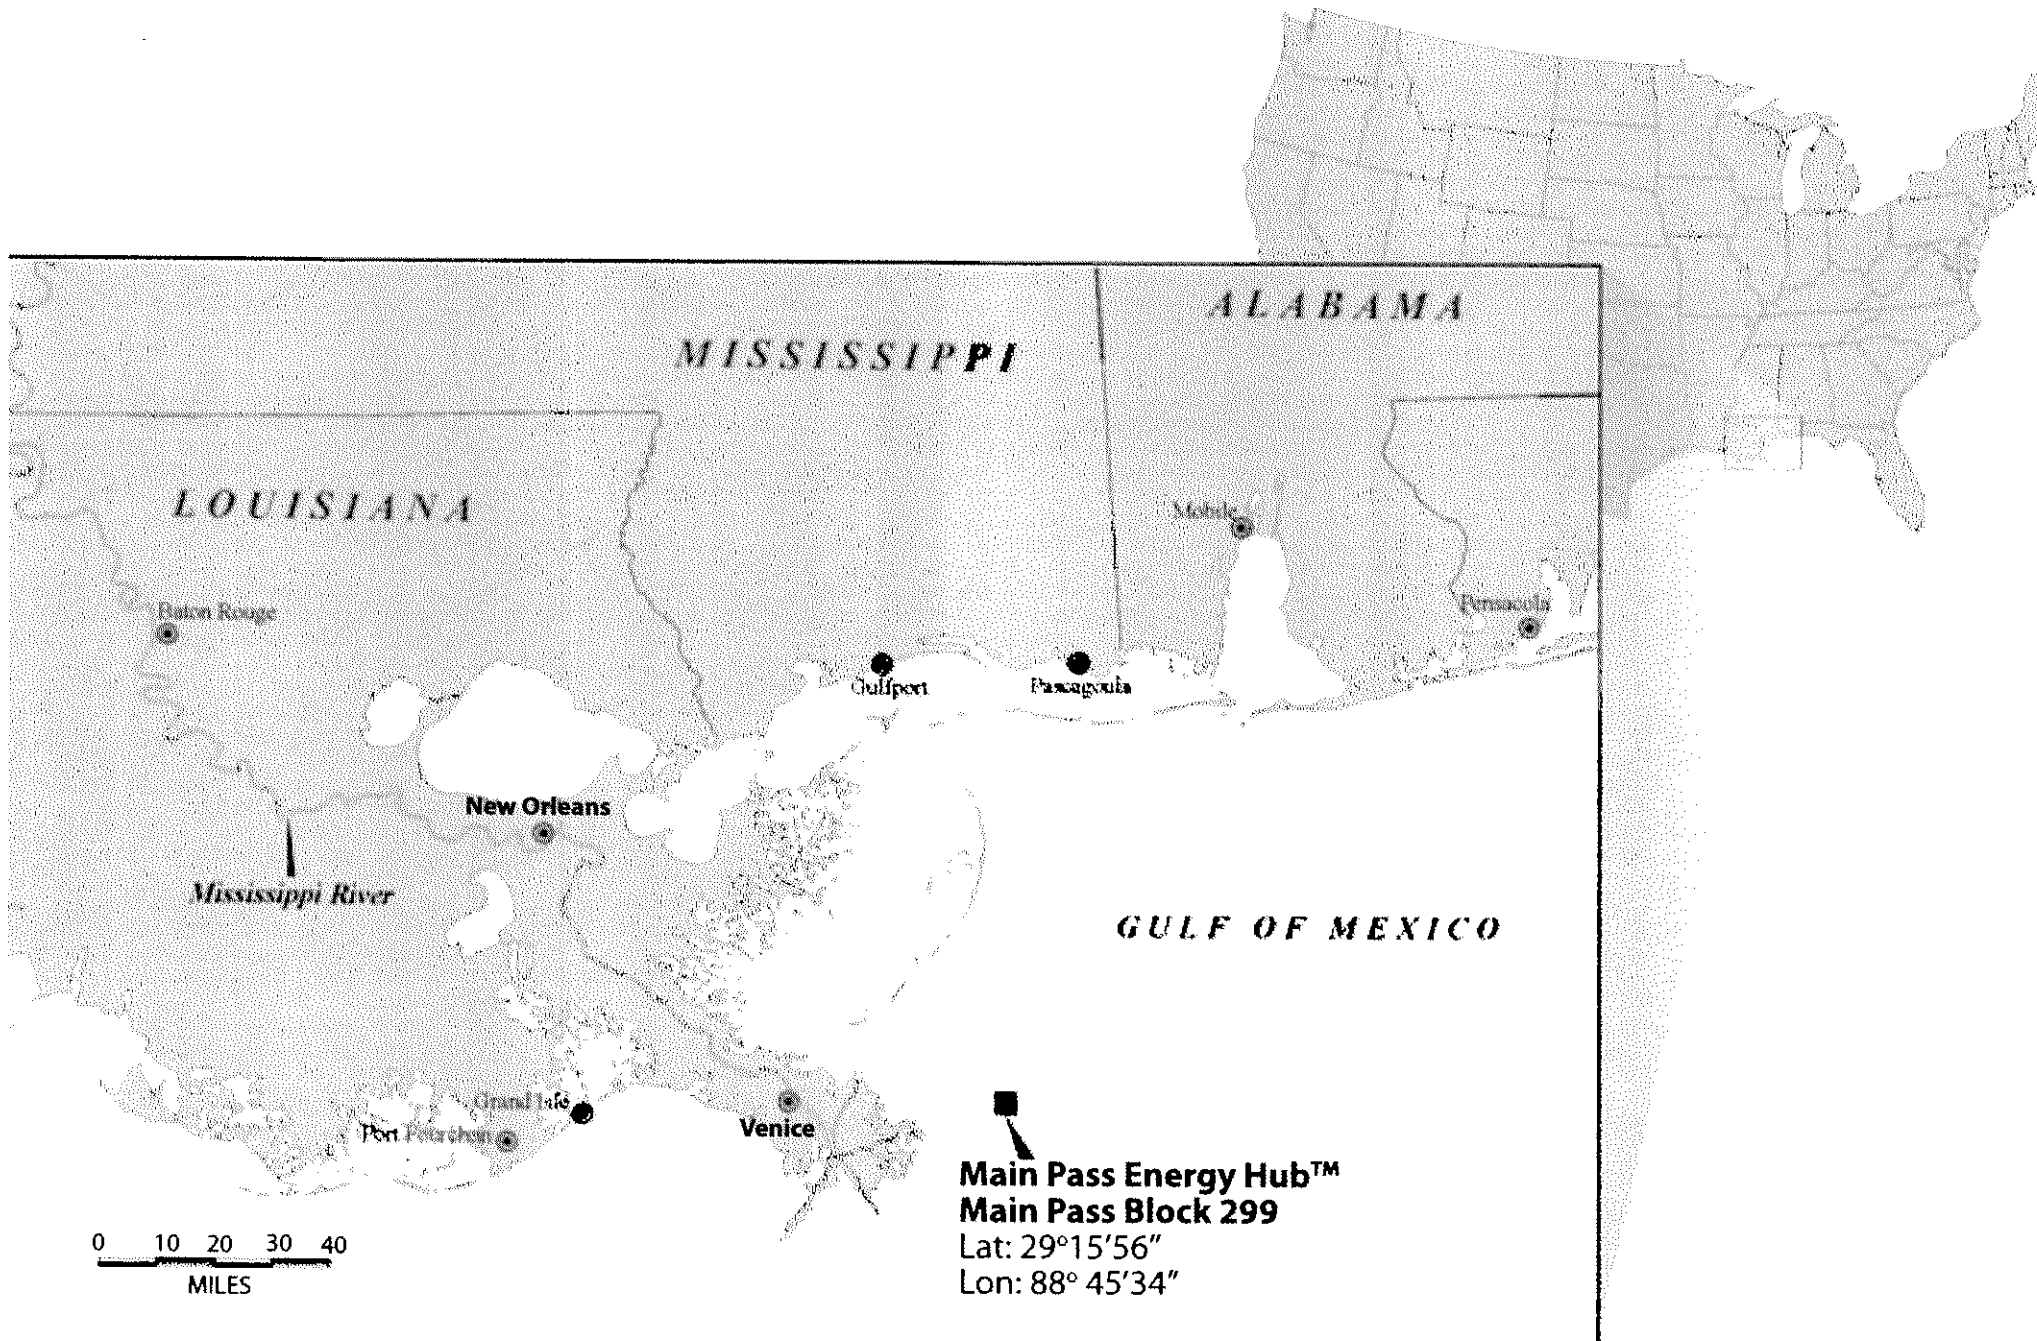 ALABAMA
MISSISSIPPI
LOUISIANA
Mobile
Baton Rouge
Pensacola
Gulfport
Pascagoula
New Orleans
Mississippi River
GULF OF MEXICO
Grand Isle
Port Fourchon
Venice
Main Pass Energy Hub™
Main Pass Block 299
Lat: 29°15'56"
Lon: 88° 45'34"
0 10 20 30 40
MILES